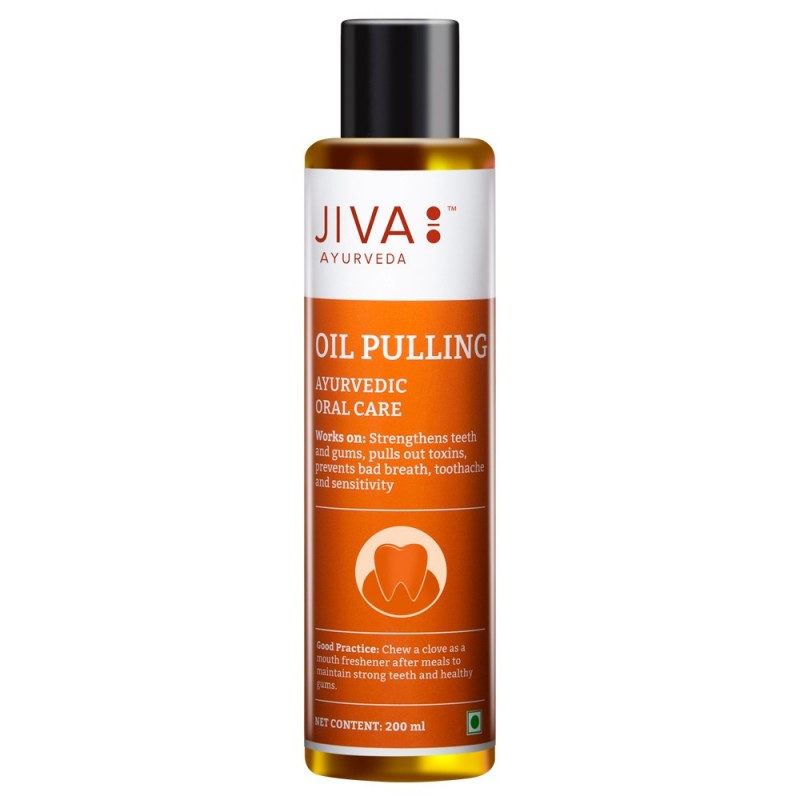 JIVA ™
AYURVEDA
OIL PULLING
AYURVEDIC
ORAL CARE
Works on: Strengthens teeth
and gums, pulls out toxins,
prevents bad breath, toothache
and sensitivity
Good Practice: Chew a clove as a
mouth freshener after meals to
maintain strong teeth and healthy
gums.
NET CONTENT: 200 ml